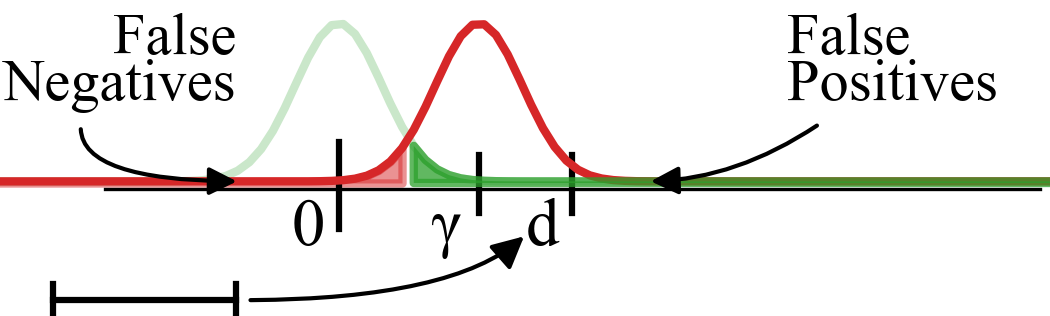 False
Negatives
False
Positives
0
γ
d